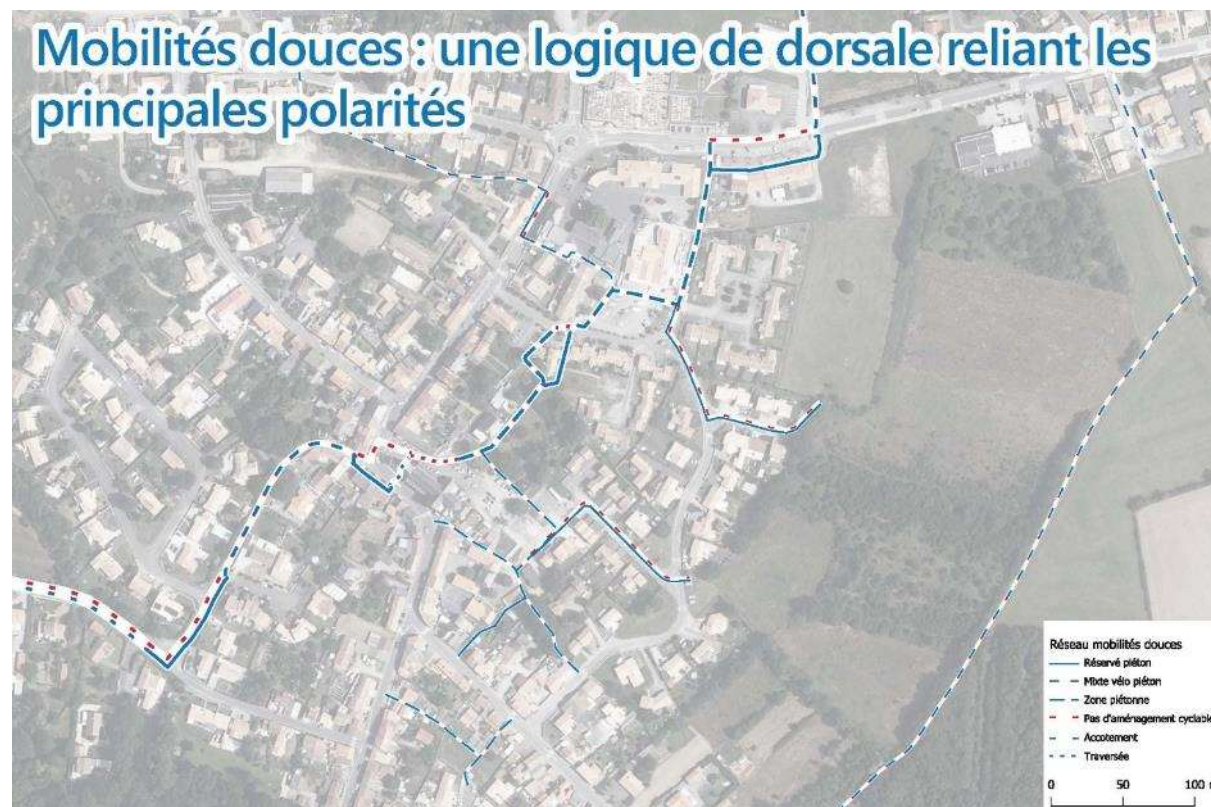 Mobilités douces : une logique de dorsale reliant les
principales polarités
Réseau mobilités douces
Réservé piéton
Mixte vélo piéton
Zone piétonne
Pas d'aménagement cyclable
Accotement
Traversée
0 50 100